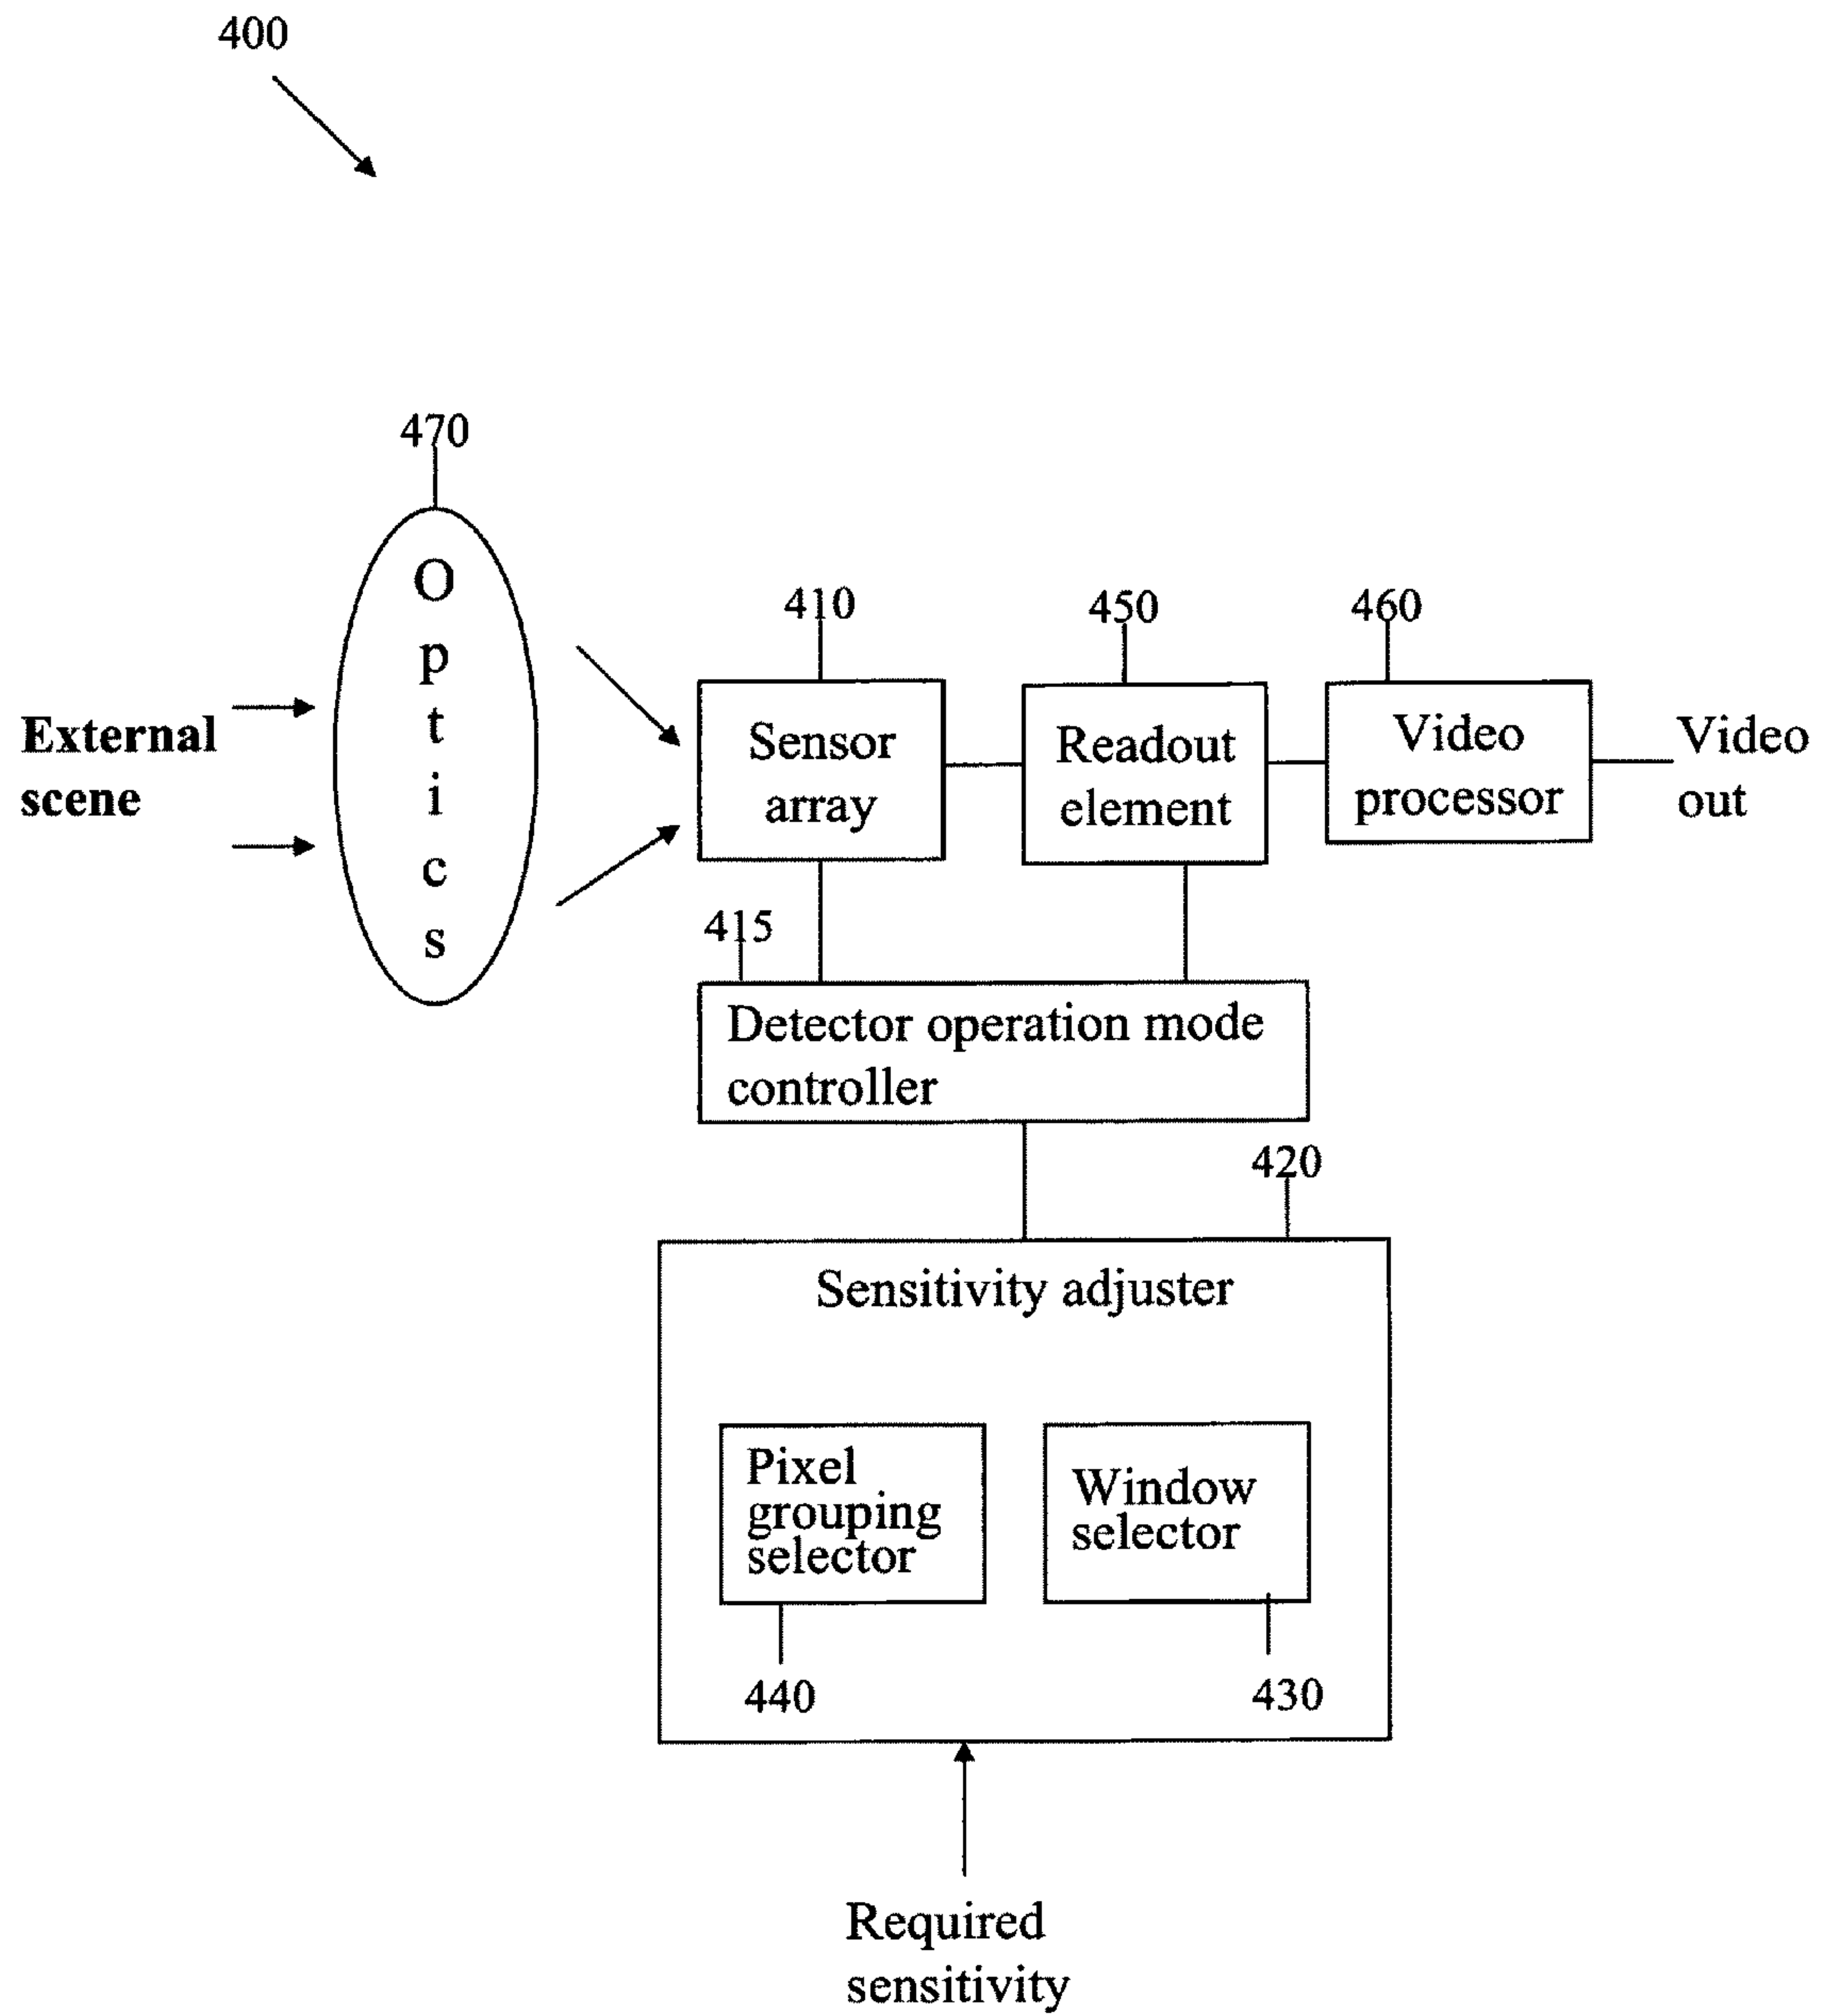 400
470
Optics
External
scene
410
450
460
Sensor
array
Readout
element
Video
processor
Video
out
415
Detector operation mode
controller
420
Sensitivity adjuster
Pixel
grouping
selector
Window
selector
440
430
Required
sensitivity